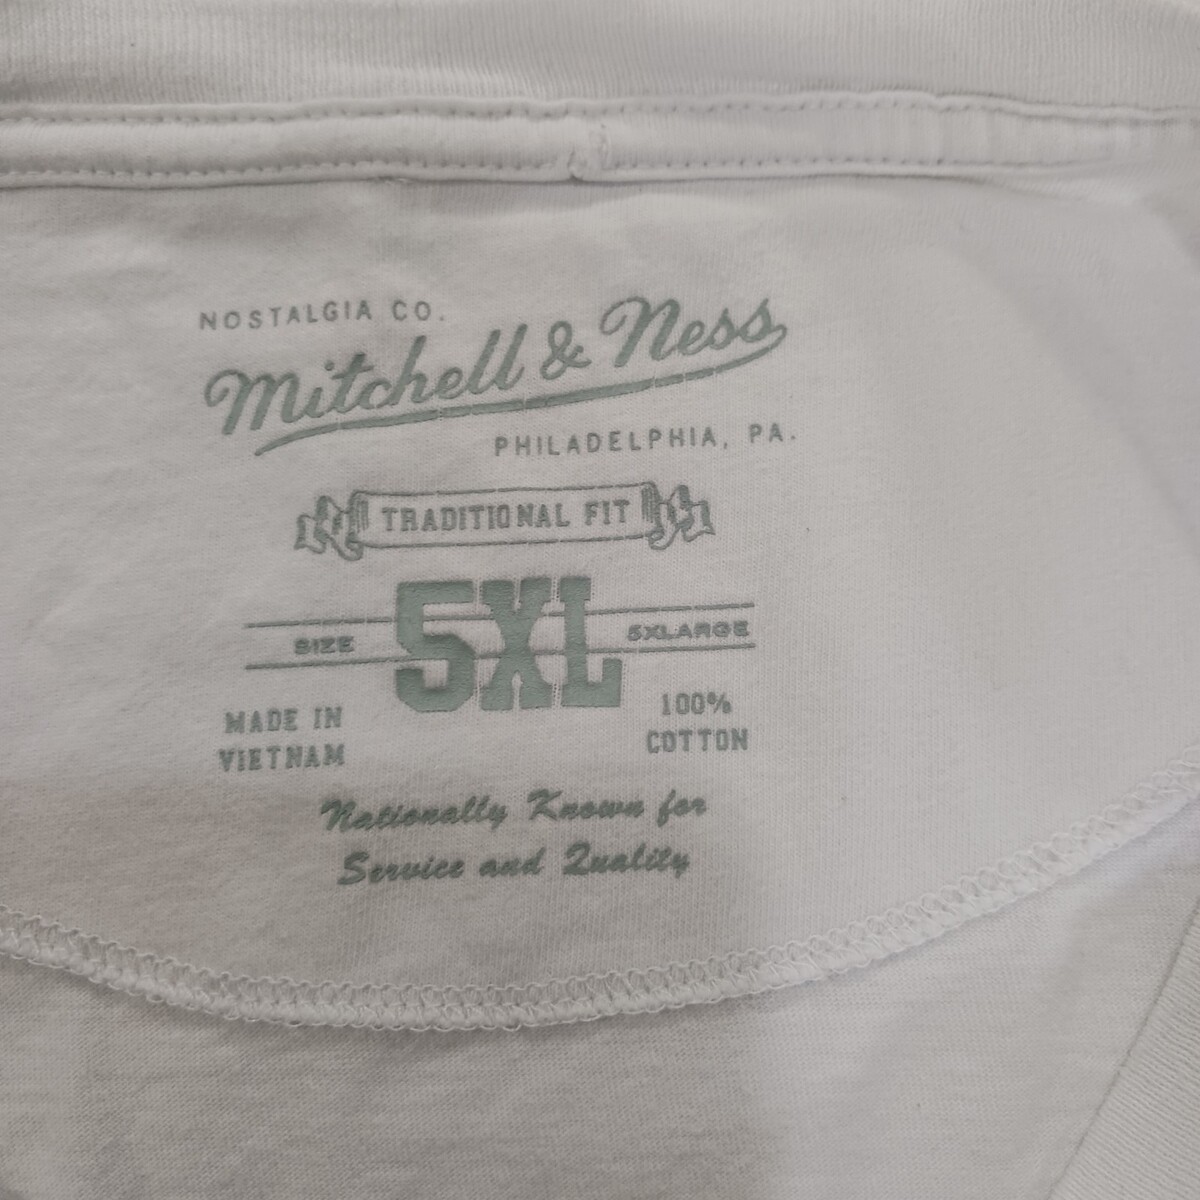 NOSTALGIA CO.
Mitchell & Ness
PHILADELPHIA, PA.
TRADITIONAL FIT
SIZE 5XL 5XLARGE
MADE IN
VIETNAM
100%
COTTON
Nationally Known for
Service and Quality